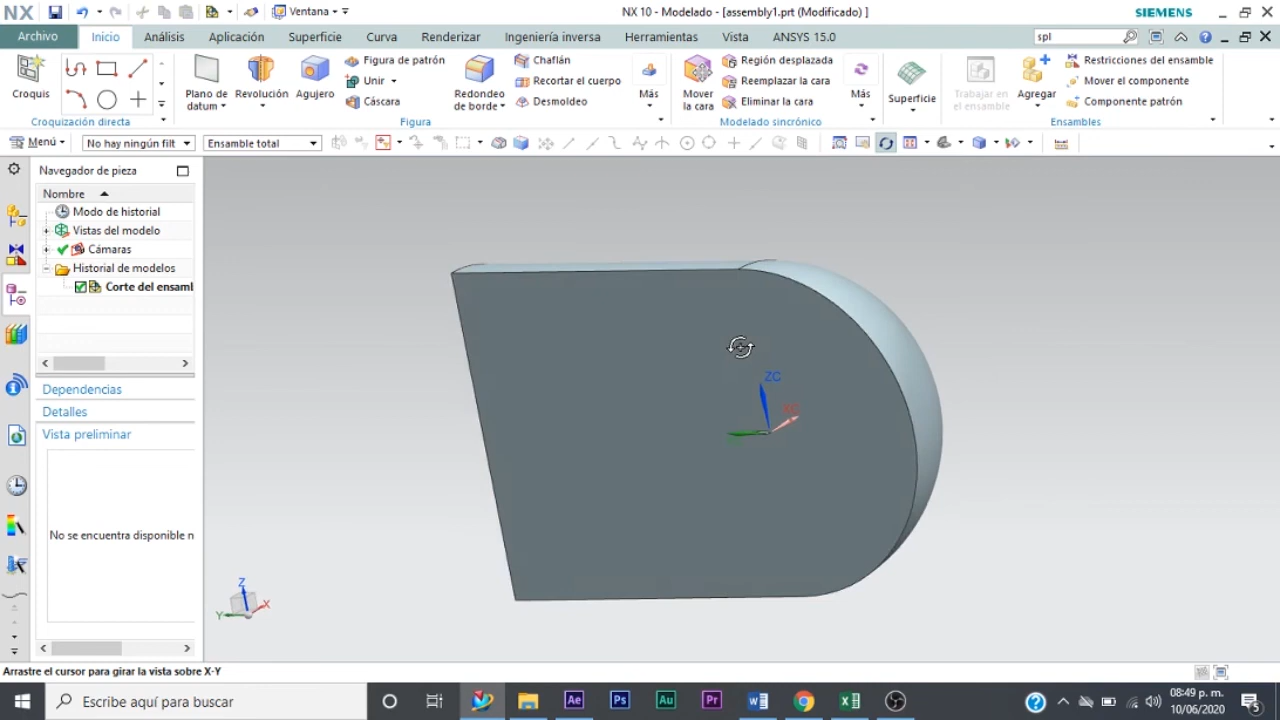 NX
Ventana
NX 10 - Modelado - [assembly1.prt (Modificado) ]
SIEMENS
Archivo
Inicio
Análisis
Aplicación
Superficie
Curva
Renderizar
Ingeniería inversa
Herramientas
Vista
ANSYS 15.0
spl
Croquis
Croquización directa
Plano de datum
Revolución
Agujero
Figura de patrón
Unir
Cáscara
Redondeo de borde
Chaflán
Recortar el cuerpo
Desmoldeo
Más
Figura
Mover la cara
Región desplazada
Reemplazar la cara
Eliminar la cara
Más
Modelado sincrónico
Superficie
Trabajar en el ensamble
Agregar
Restricciones del ensamble
Mover el componente
Componente patrón
Ensambles
Menú
No hay ningún filt
Ensamble total
Navegador de pieza
Nombre
Modo de historial
Vistas del modelo
Cámaras
Historial de modelos
Corte del ensaml
Dependencias
Detalles
Vista preliminar
No se encuentra disponible n
ZC
XC
Z
X
Y
Arrastre el cursor para girar la vista sobre X-Y
Escribe aquí para buscar
Ae
Ps
Au
Pr
08:49 p. m.
10/06/2020
5